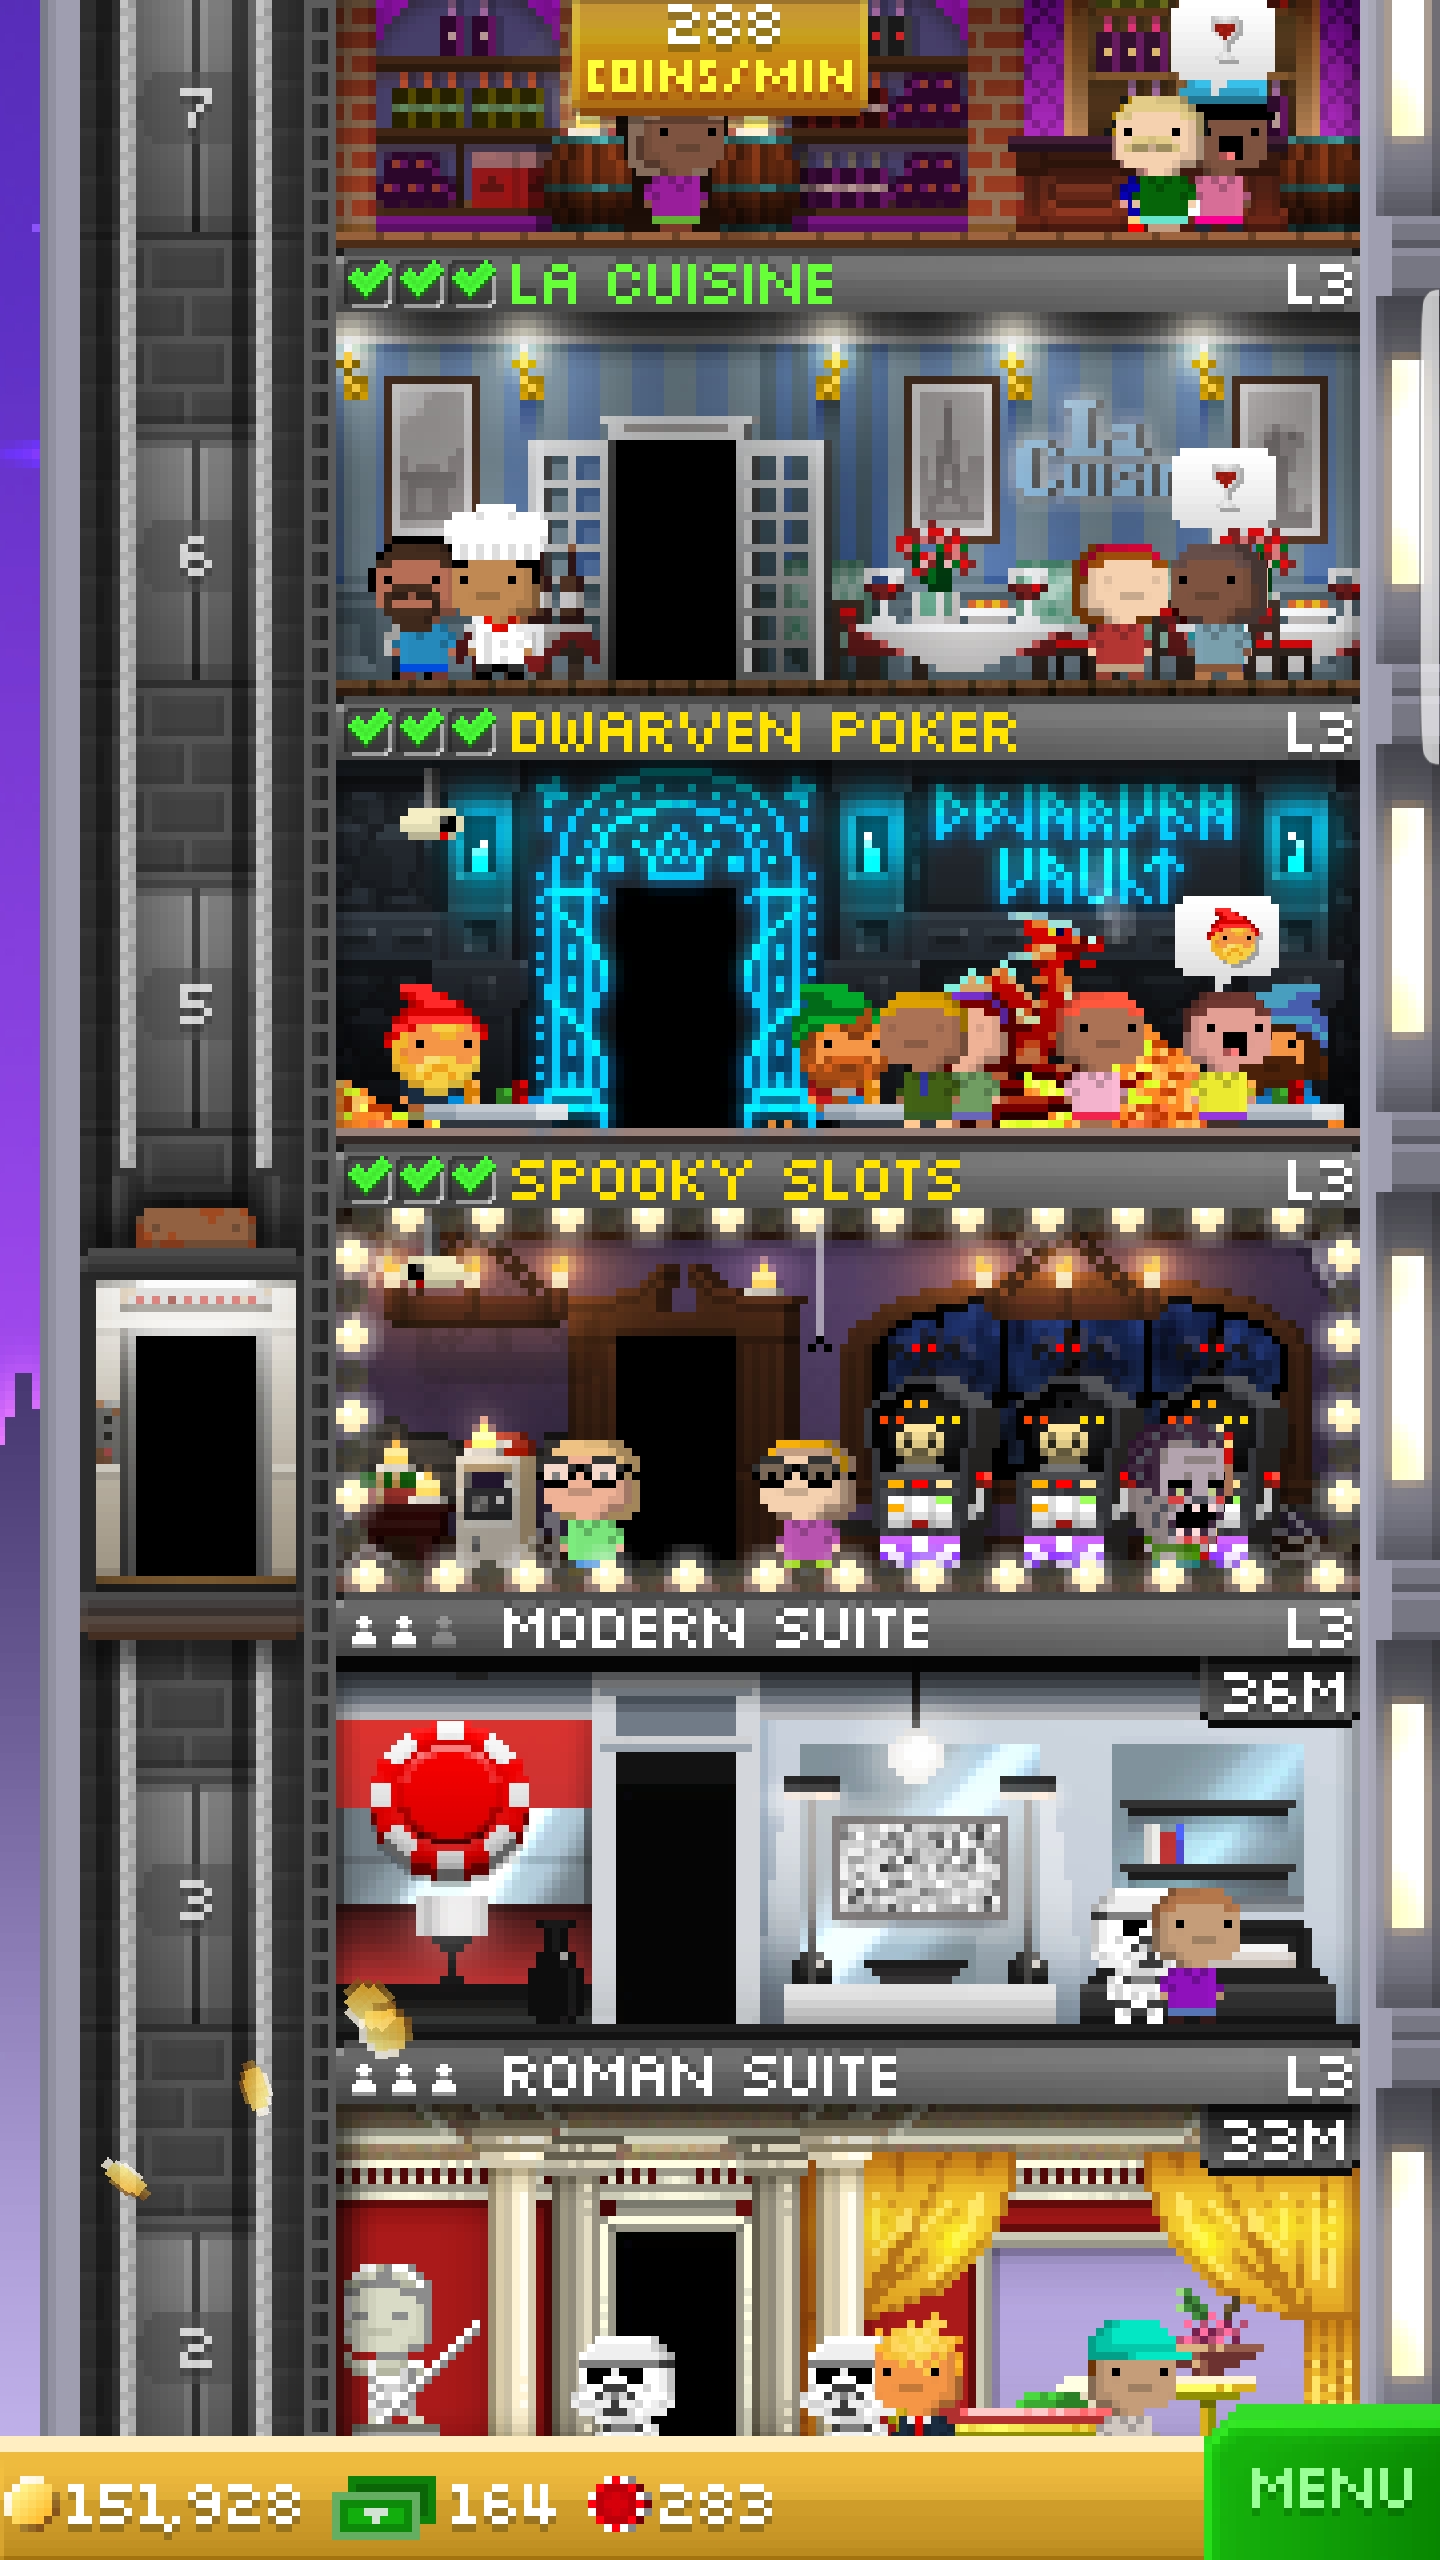 288
COINS/MIN
7
LA CUISINE L3
La
Cuisin
6
DWARVEN POKER L3
DWARVEN
VAULT
5
SPOOKY SLOTS L3
MODERN SUITE L3
36M
3
ROMAN SUITE L3
33M
2
151,928 164 283
MENU